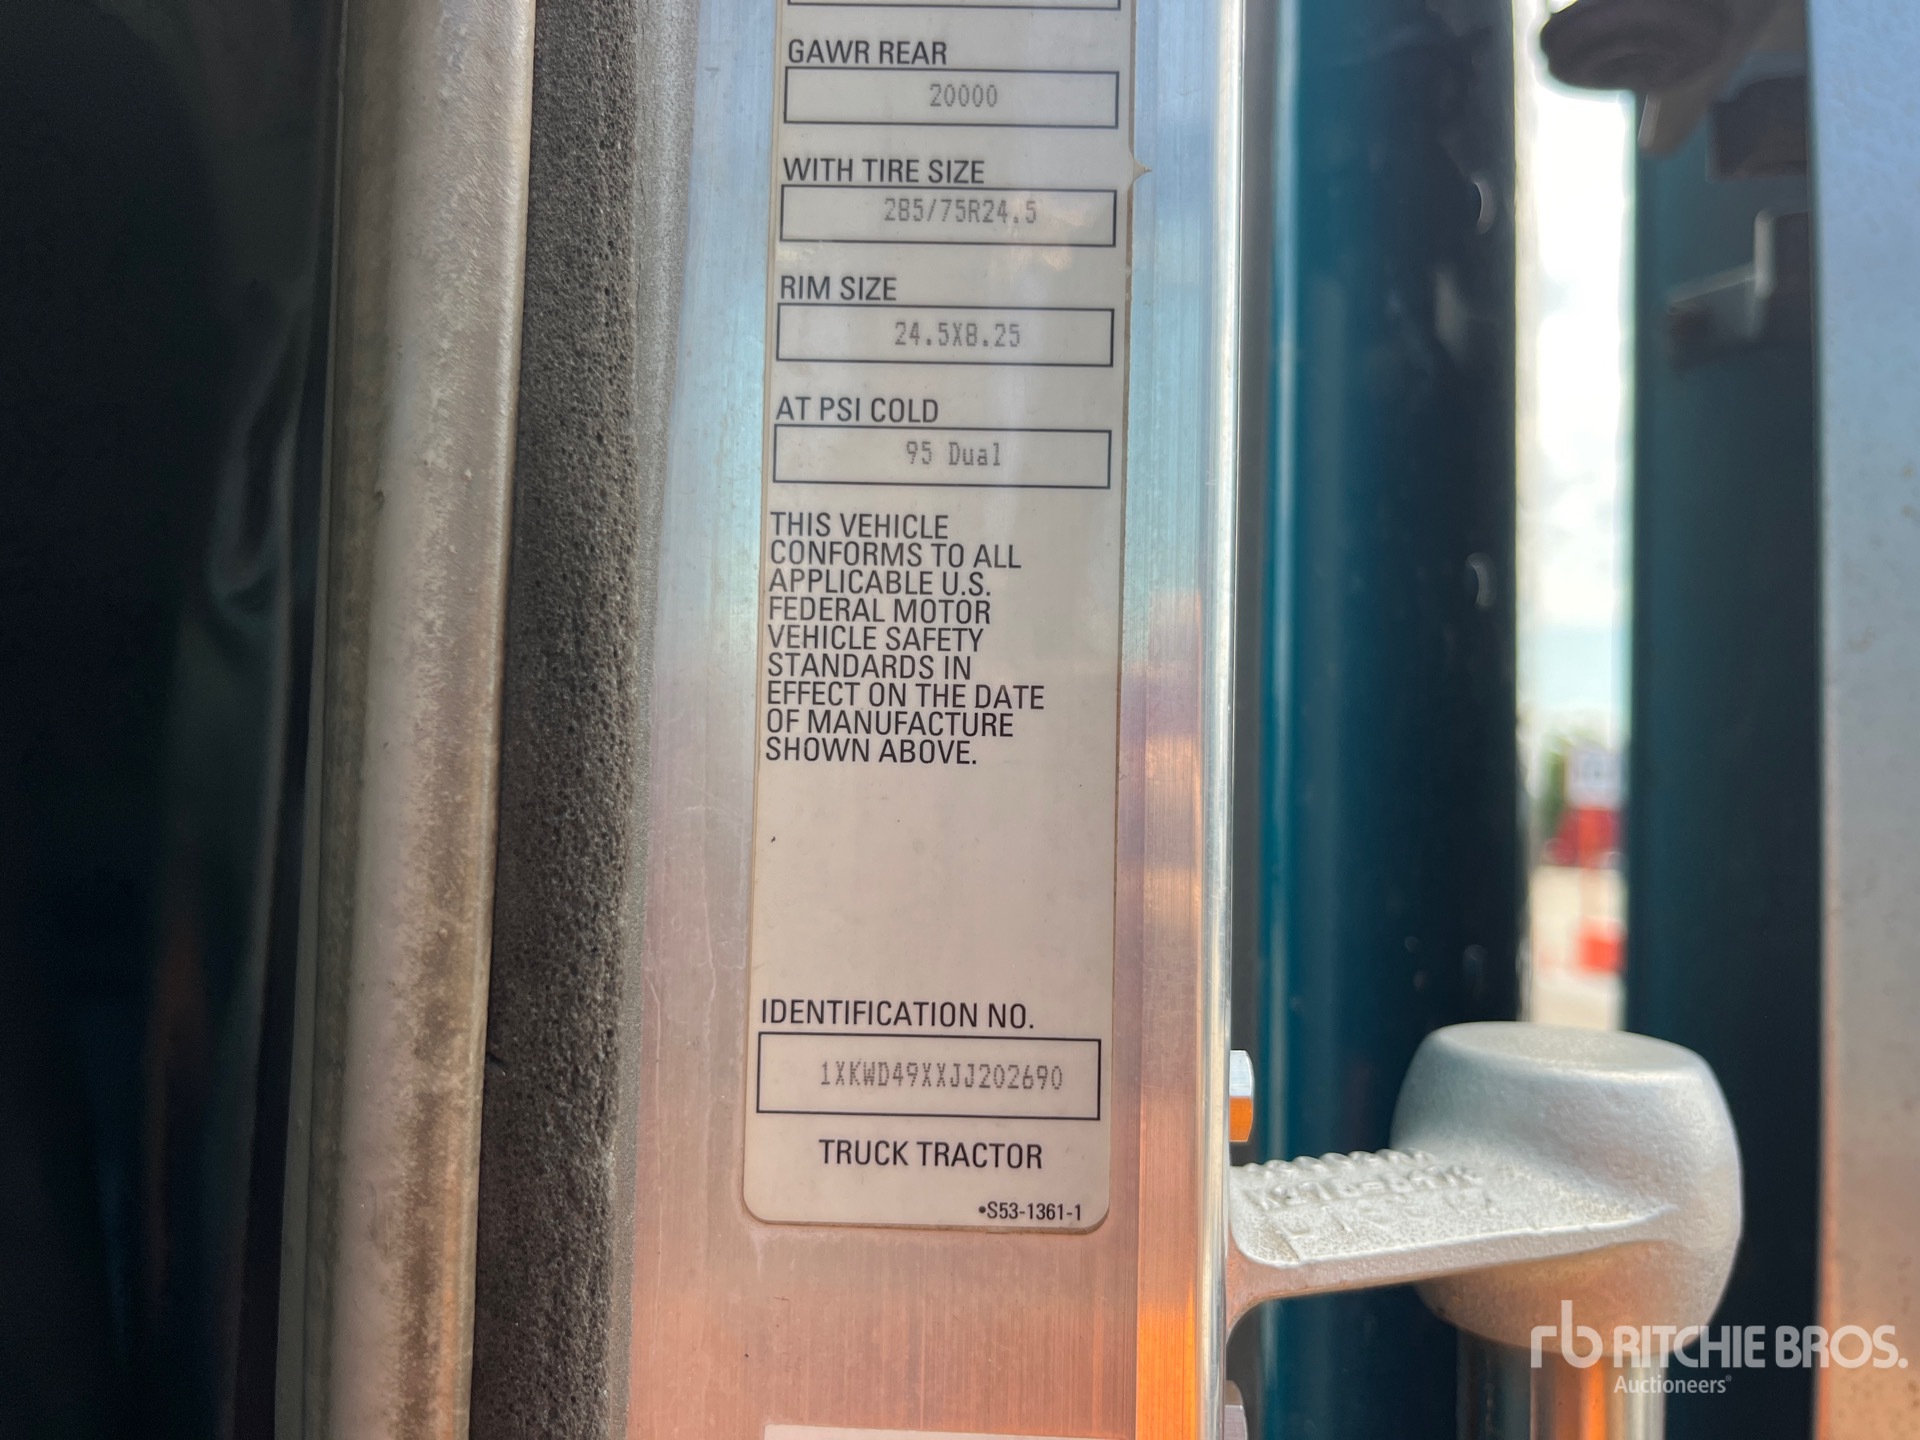 GAWR REAR
20000
WITH TIRE SIZE
285/75R24.5
RIM SIZE
24.5X8.25
AT PSI COLD
95 Dual
THIS VEHICLE
CONFORMS TO ALL
APPLICABLE U.S.
FEDERAL MOTOR
VEHICLE SAFETY
STANDARDS IN
EFFECT ON THE DATE
OF MANUFACTURE
SHOWN ABOVE.
IDENTIFICATION NO.
1XKWD49XXJJ202690
TRUCK TRACTOR
•S53-1361-1
rb RITCHIE BROS.
Auctioneers®